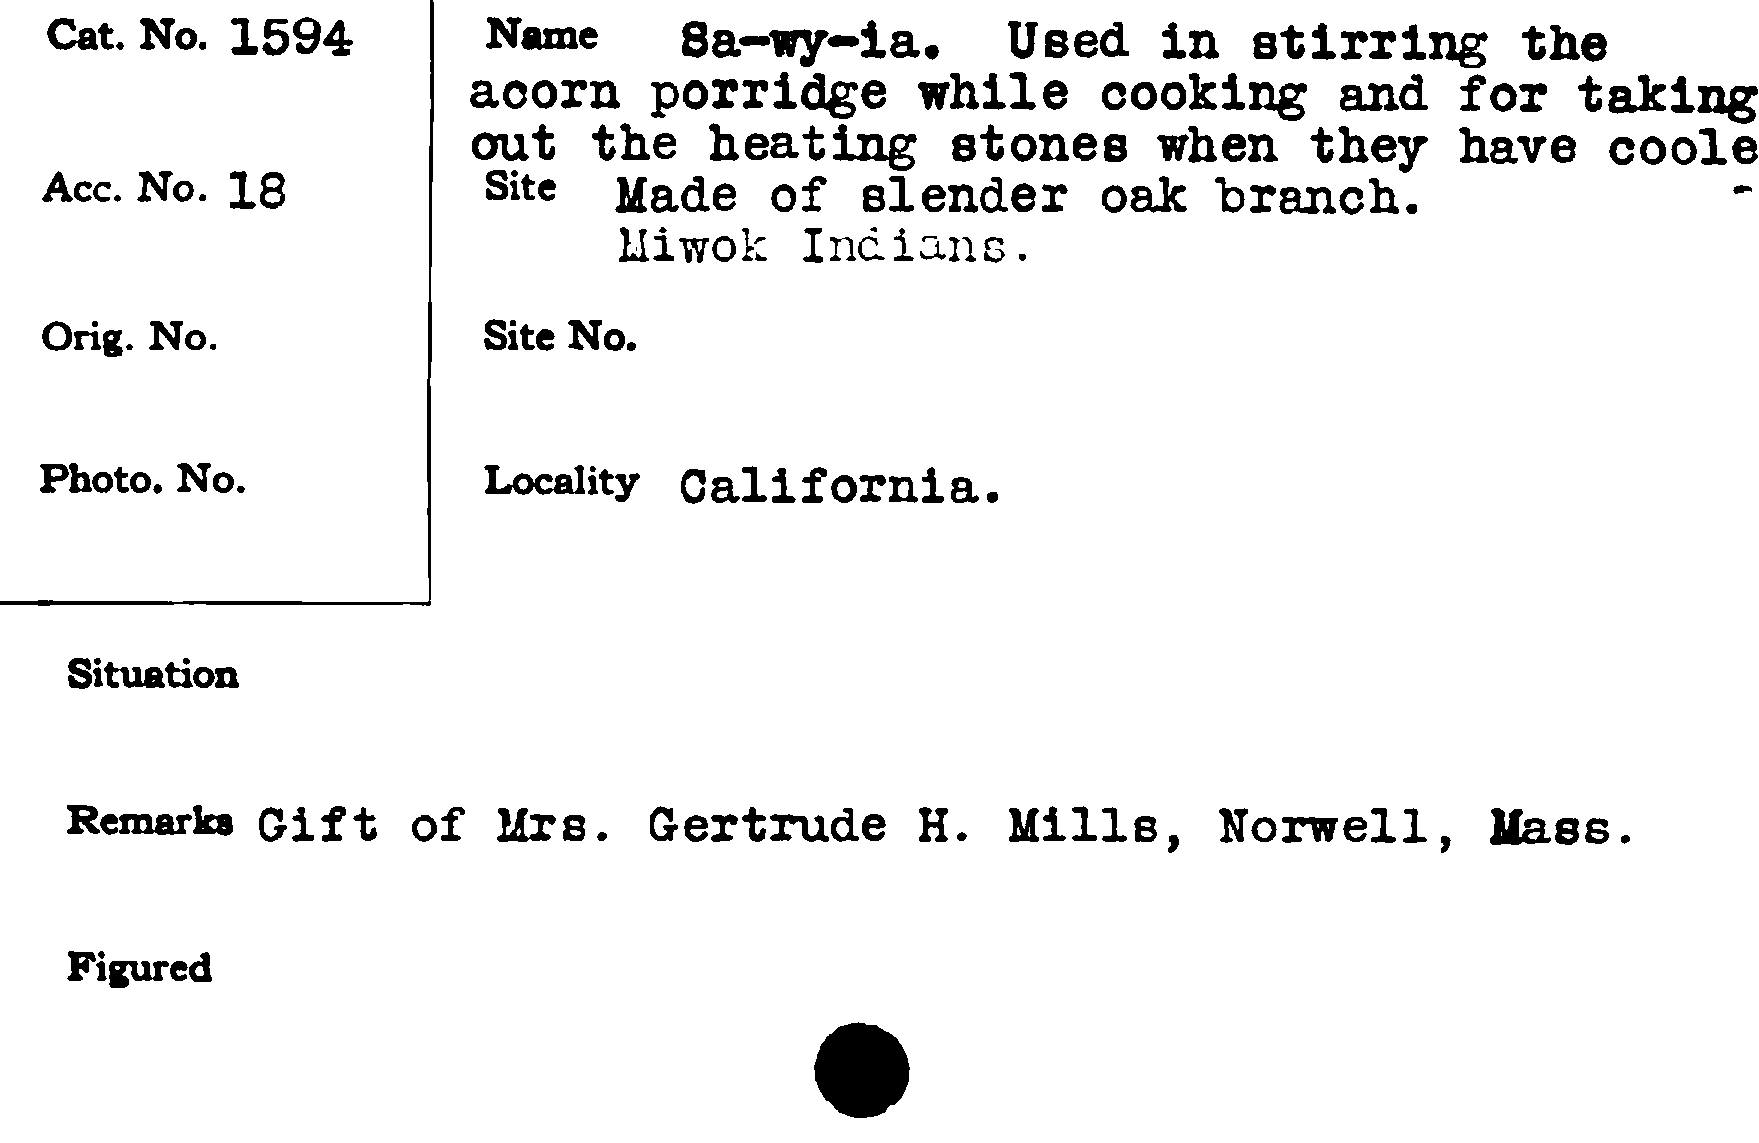 Cat. No. 1594
Name Sa-wy-ia. Used in stirring the
acorn porridge while cooking and for taking
out the heating stones when they have coole
Acc. No. 18
Site Made of slender oak branch. -
Miwok Indians.
Orig. No.
Site No.
Photo. No.
Locality California.
Situation
Remarks Gift of Mrs. Gertrude H. Mills, Norwell, Mass.
Figured